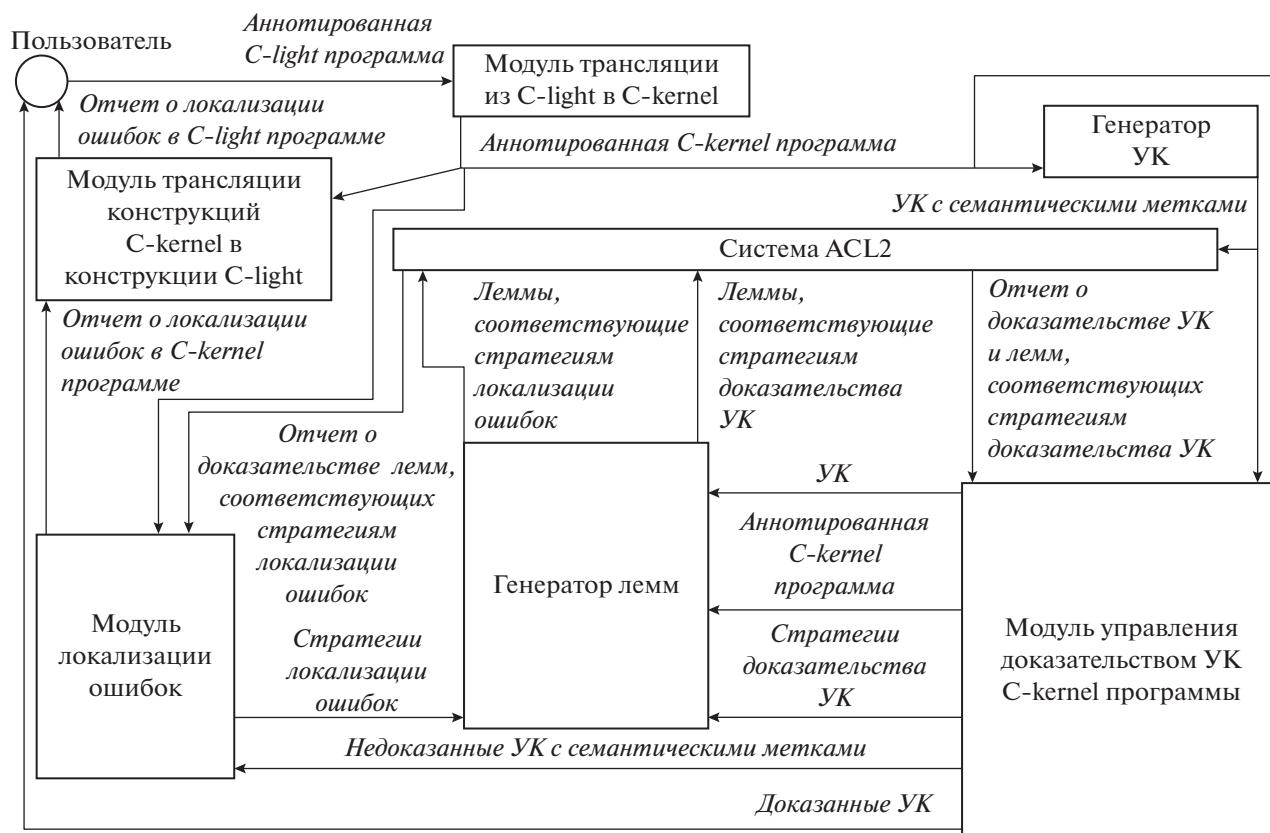 Пользователь
Аннотированная
C-light программа
Модуль трансляции
из C-light в C-kernel
Отчет о локализации
ошибок в C-light программе
Аннотированная C-kernel программа
Генератор
УК
Модуль трансляции
конструкций
C-kernel в
конструкции C-light
УК с семантическими метками
Система ACL2
Отчет о локализации
ошибок в C-kernel
программе
Леммы,
соответствующие
стратегиям
локализации
ошибок
Леммы,
соответствующие
стратегиям
доказательства
УК
Отчет о
доказательстве УК
и лемм,
соответствующих
стратегиям
доказательства УК
Отчет о
доказательстве лемм,
соответствующих
стратегиям
локализации
ошибок
УК
Аннотированная
C-kernel
программа
Генератор лемм
Модуль
локализации
ошибок
Стратегии
локализации
ошибок
Стратегии
доказательства
УК
Модуль управления
доказательством УК
C-kernel программы
Недоказанные УК с семантическими метками
Доказанные УК